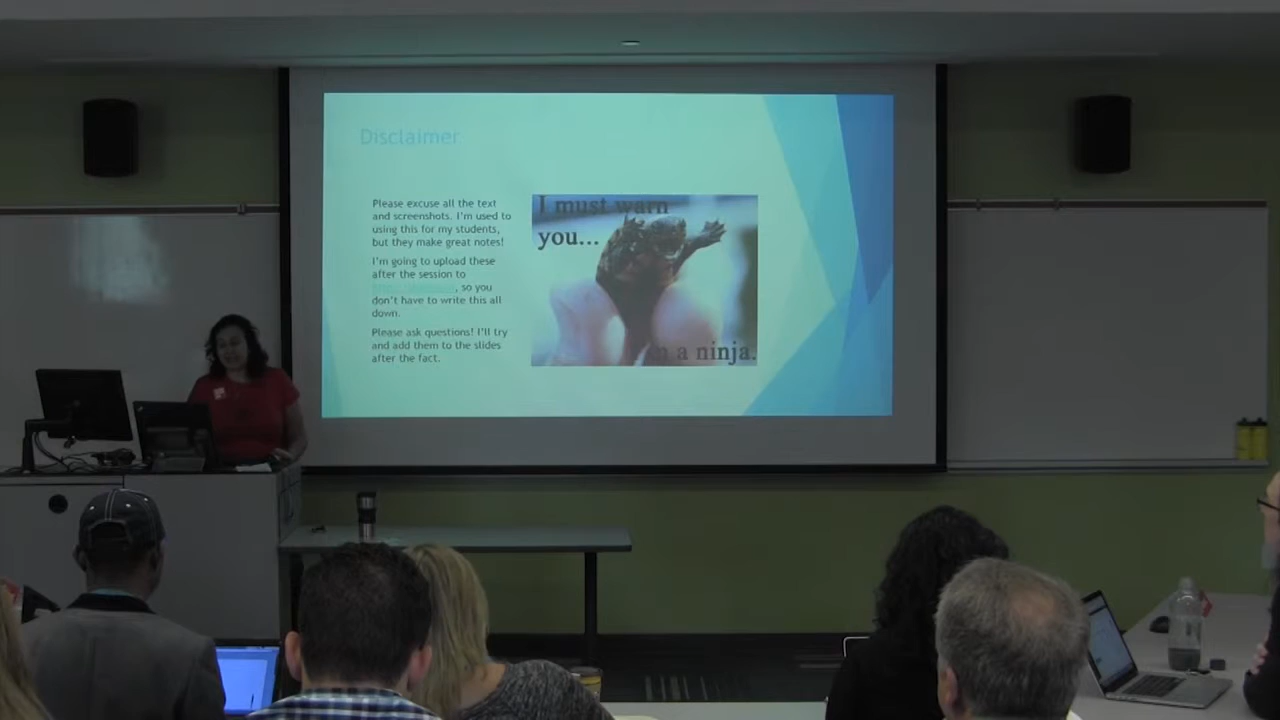 Disclaimer
Please excuse all the text
and screenshots. I'm used to
using this for my students,
but they make great notes!
I'm going to upload these
after the session to
, so you
don't have to write this all
down.
Please ask questions! I'll try
and add them to the slides
after the fact.
I must warn
you...
a ninja.